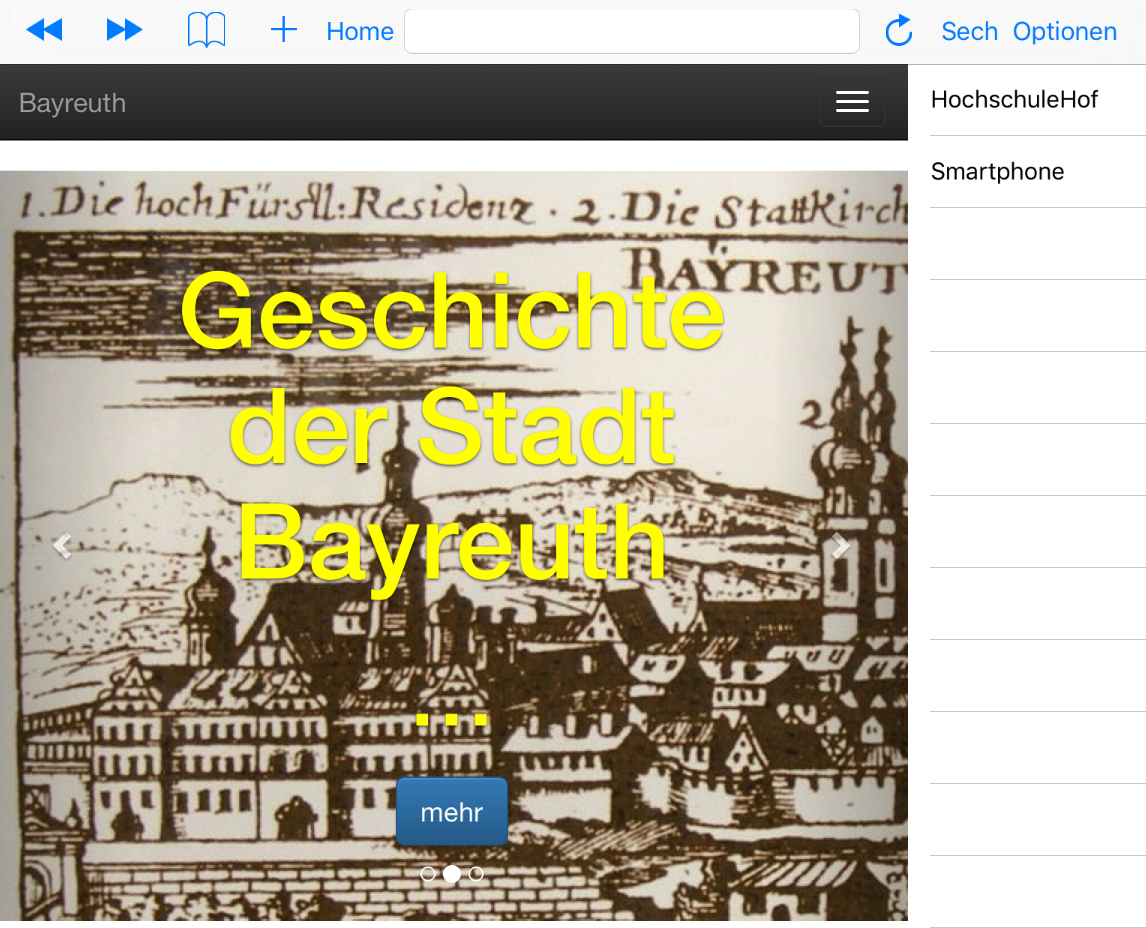 Home
Sech Optionen
Bayreuth
HochschuleHof
Smartphone
1. Die hochFürstl: Residenz . 2. Die StattKirch
BAŸREUT
Geschichte
der Stadt
Bayreuth
2.
...
mehr